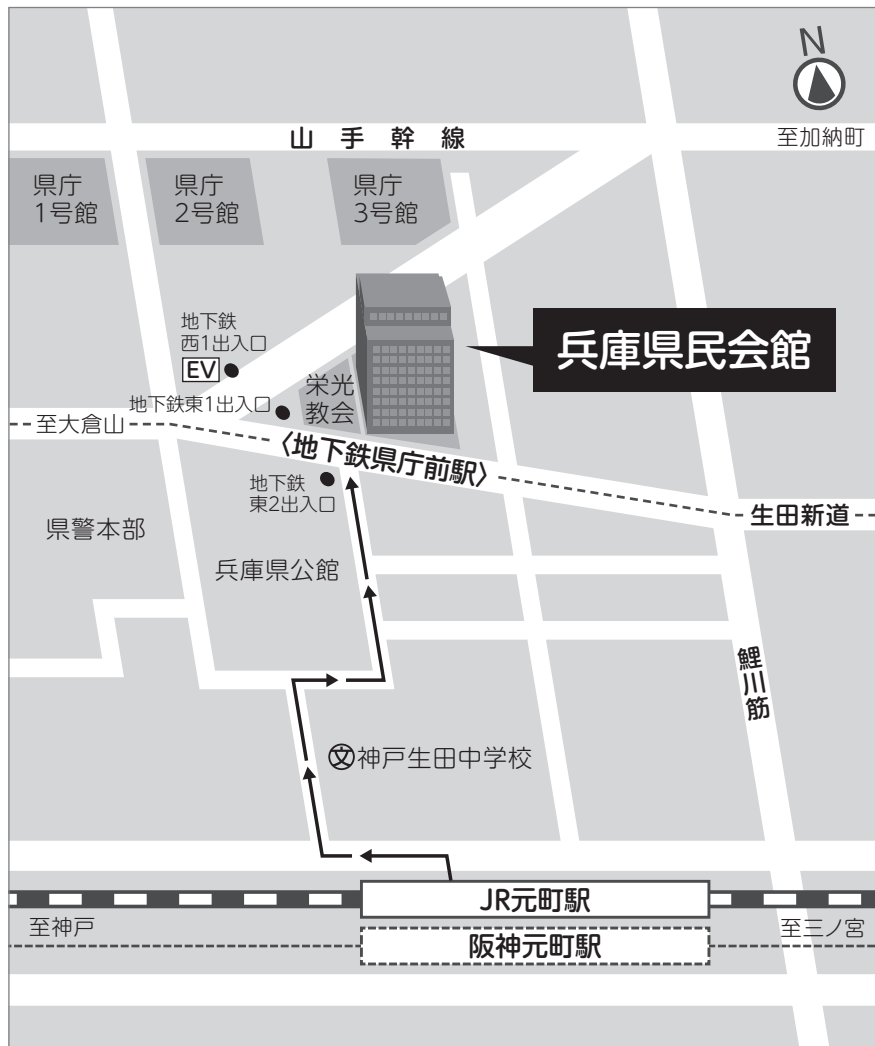 N
山手幹線
至加納町
県庁
1号館
県庁
2号館
県庁
3号館
地下鉄
西1出入口
EV
兵庫県民会館
地下鉄東1出入口
栄光
教会
至大倉山
〈地下鉄県庁前駅〉
地下鉄
東2出入口
生田新道
県警本部
兵庫県公館
鯉川筋
文神戸生田中学校
JR元町駅
至神戸
至三ノ宮
阪神元町駅